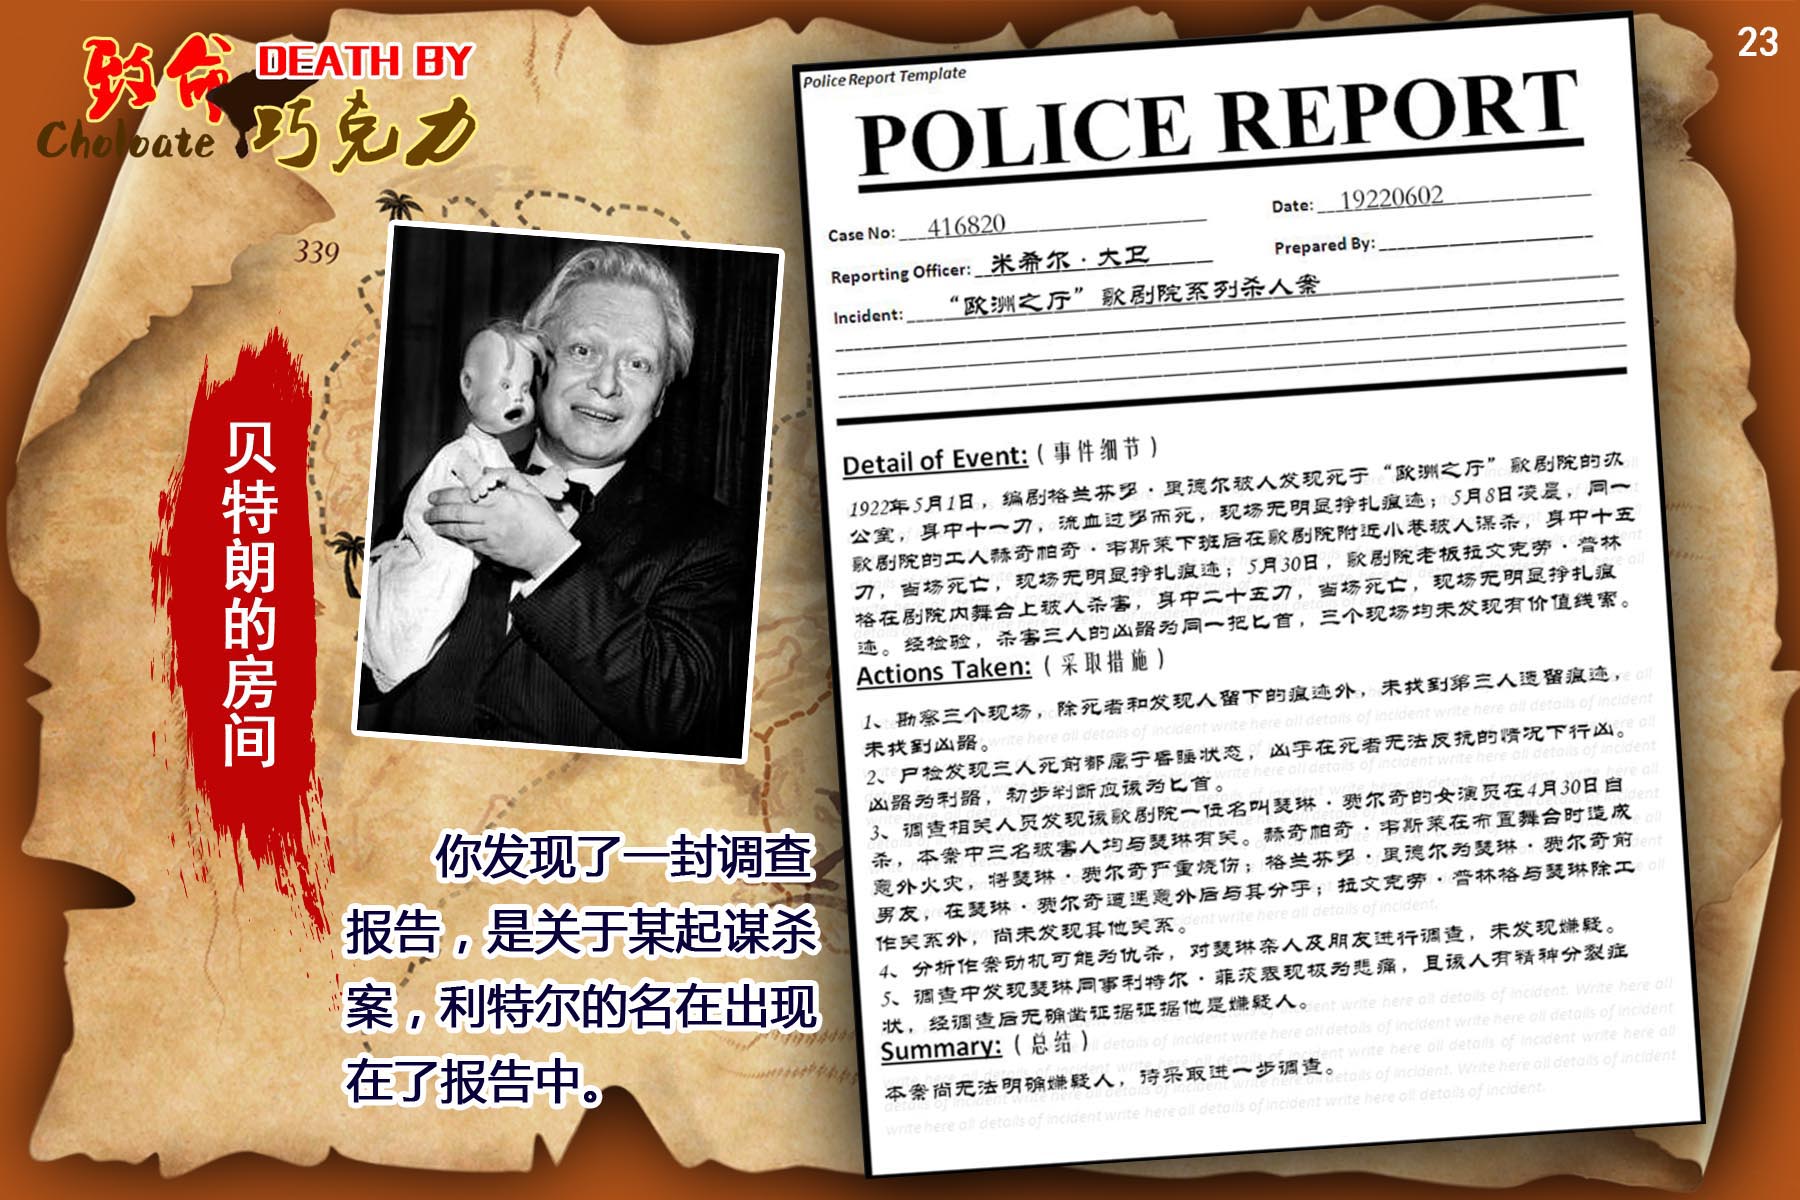 23
致命 DEATH BY
Choloate 巧克力
339
贝特朗的房间
你发现了一封调查
报告，是关于某起谋杀
案，利特尔的名在出现
在了报告中。
Police Report Template
POLICE REPORT
Case No: 416820
Date: 19220602
Reporting Officer: 米希尔·大卫
Prepared By:
Incident: “欧洲之厅”歌剧院系列杀人案
Detail of Event:（事件细节）
1922年5月1日，编剧格兰芬多·里德尔被人发现死于“欧洲之厅”歌剧院的办
公室，身中十一刀，流血过多而死，现场无明显挣扎痕迹；5月8日凌晨，同一
歌剧院的工人赫奇帕奇·韦斯莱下班后在歌剧院附近小巷被人谋杀，身中十五
刀，当场死亡，现场无明显挣扎痕迹；5月30日，歌剧院老板拉文克劳·普林
格在剧院内舞台上被人杀害，身中二十五刀，当场死亡，现场无明显挣扎痕
迹。经检验，杀害三人的凶器为同一把匕首，三个现场均未发现有价值线索。
Actions Taken:（采取措施）
1、勘察三个现场，除死者和发现人留下的痕迹外，未找到第三人遗留痕迹，
未找到凶器。
2、尸检发现三人死前都属于昏睡状态，凶手在死者无法反抗的情况下行凶。
凶器为利器，初步判断应该为匕首。
3、调查相关人员发现该歌剧院一任名叫瑟琳·费尔奇的女演员在4月30日自
杀，本案中三名被害人均与瑟琳有关。赫奇帕奇·韦斯莱在布置舞台时造成
意外火灾，将瑟琳·费尔奇严重烧伤；格兰芬多·里德尔为瑟琳·费尔奇前
男友，在瑟琳·费尔奇遭遇意外后与其分手；拉文克劳·普林格与瑟琳除工
作关系外，尚未发现其他关系。
4、分析作案动机可能为仇杀，对瑟琳亲人及朋友进行调查，未发现嫌疑。
5、调查中发现瑟琳同事利特尔·菲茨表现极为悲痛，且该人有精神分裂症
状，经调查后无确凿证据证据他是嫌疑人。
Summary:（总结）
本案尚无法明确嫌疑人，待采取进一步调查。